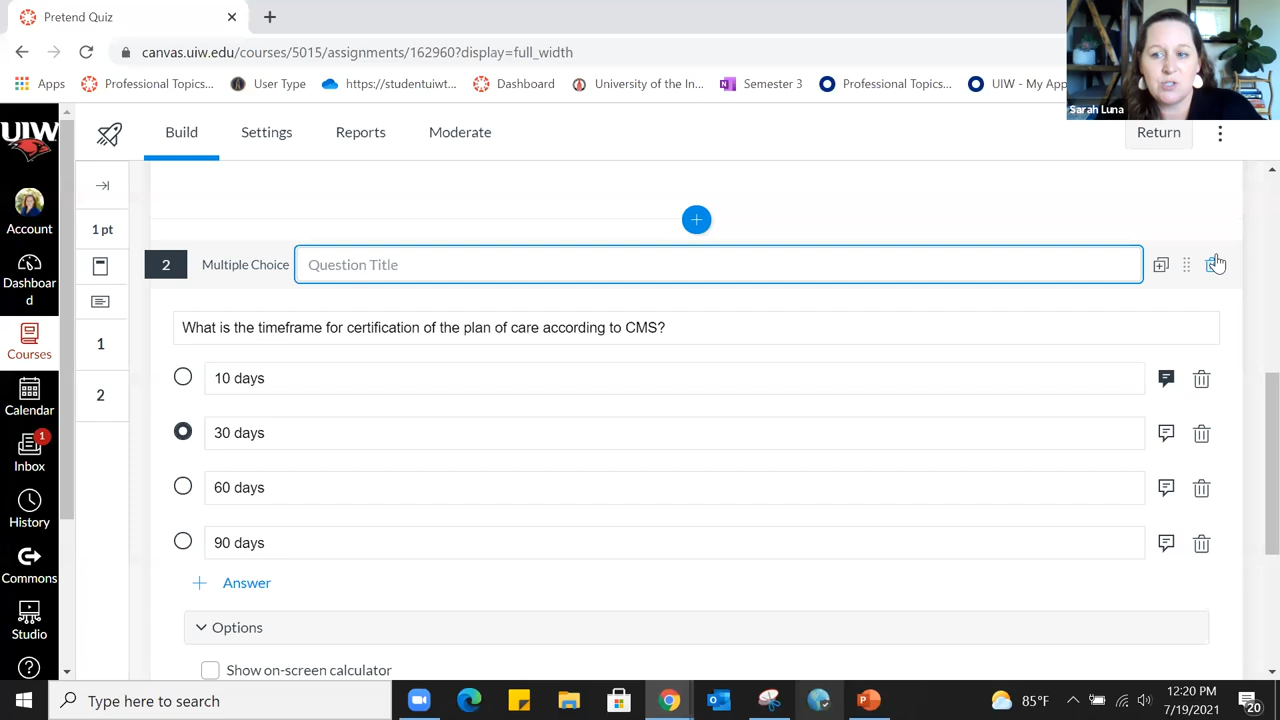 Pretend Quiz
canvas.uiw.edu/courses/5015/assignments/162960?display=full_width
Apps
Professional Topics...
User Type
https://studentuiwt...
Dashb
University of the In...
Semester 3
Professional Topics...
UIW - My App
Sarah Luna
UIW
Build
Settings
Reports
Moderate
Return
Account
1 pt
Dashboar
d
2
Multiple Choice
Question Title
What is the timeframe for certification of the plan of care according to CMS?
Courses
1
10 days
Calendar
2
30 days
1
Inbox
60 days
History
90 days
Commons
+ Answer
Studio
Options
Show on-screen calculator
Type here to search
85°F
12:20 PM
7/19/2021
20